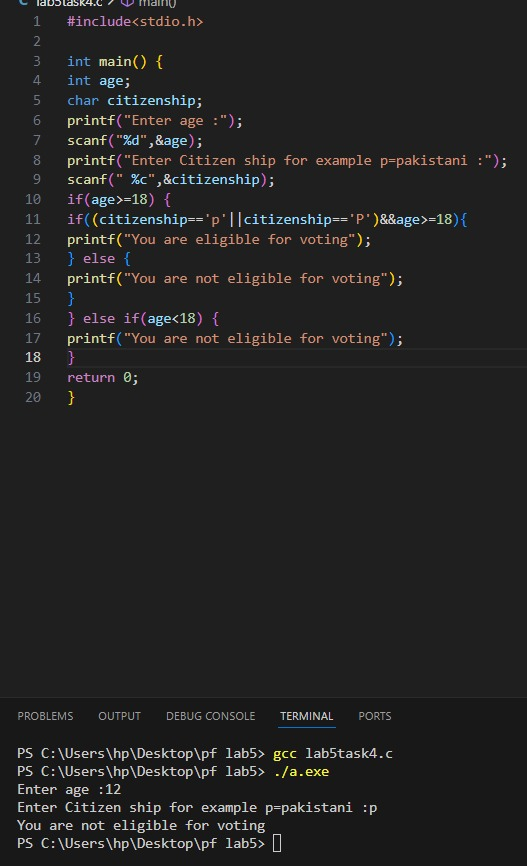 C lab5task4.c > main()
1 #include<stdio.h>
2
3 int main() {
4 int age;
5 char citizenship;
6 printf("Enter age :");
7 scanf("%d",&age);
8 printf("Enter Citizen ship for example p=pakistani :");
9 scanf(" %c",&citizenship);
10 if(age>=18) {
11 if((citizenship=='p'||citizenship=='P')&&age>=18){
12 printf("You are eligible for voting");
13 } else {
14 printf("You are not eligible for voting");
15 }
16 } else if(age<18) {
17 printf("You are not eligible for voting");
18 }
19 return 0;
20 }
PROBLEMS OUTPUT DEBUG CONSOLE TERMINAL PORTS
PS C:\Users\hp\Desktop\pf lab5> gcc lab5task4.c
PS C:\Users\hp\Desktop\pf lab5> ./a.exe
Enter age :12
Enter Citizen ship for example p=pakistani :p
You are not eligible for voting
PS C:\Users\hp\Desktop\pf lab5>